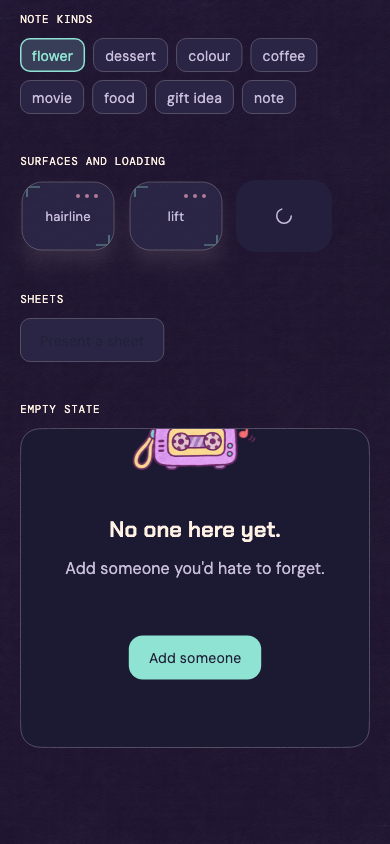 NOTE KINDS
flower dessert colour coffee
movie food gift idea note
SURFACES AND LOADING
hairline lift
SHEETS
Present a sheet
EMPTY STATE
No one here yet.
Add someone you'd hate to forget.
Add someone